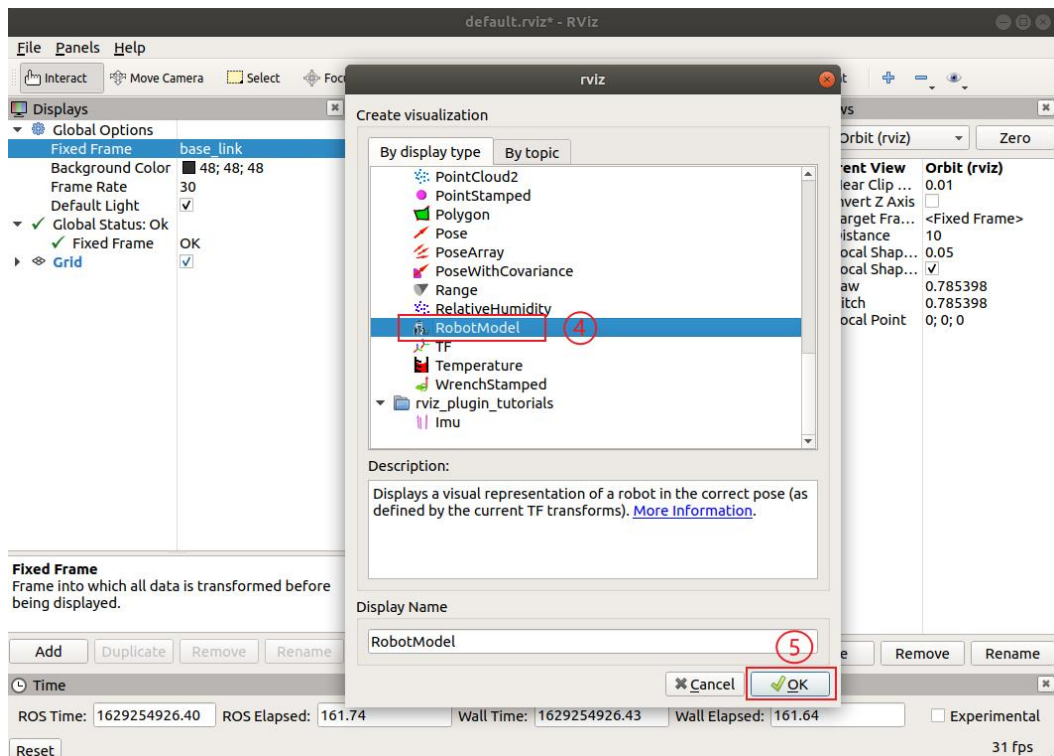 default.rviz* - RViz
File Panels Help
Interact Move Camera Select
rviz
Displays
Create visualization
Global Options
Orbit (rviz) Zero
Fixed Frame base_link
By display type By topic
Background Color 48; 48; 48
PointCloud2
Orbit (rviz)
Frame Rate 30
PointStamped
0.01
Default Light
Polygon
Global Status: Ok
Pose
<Fixed Frame>
Fixed Frame OK
PoseArray
10
Grid
PoseWithCovariance
0.05
Range
RelativeHumidity
0.785398
RobotModel ④
0.785398
TF
0; 0; 0
Temperature
WrenchStamped
rviz_plugin_tutorials
Imu
Description:
Displays a visual representation of a robot in the correct pose (as
defined by the current TF transforms). More Information.
Fixed Frame
Frame into which all data is transformed before
being displayed.
Display Name
RobotModel
⑤
Add Duplicate Remove Rename
Remove Rename
Cancel OK
Time
ROS Time: 1629254926.40 ROS Elapsed: 161.74 Wall Time: 1629254926.43 Wall Elapsed: 161.64 Experimental
Reset 31 fps